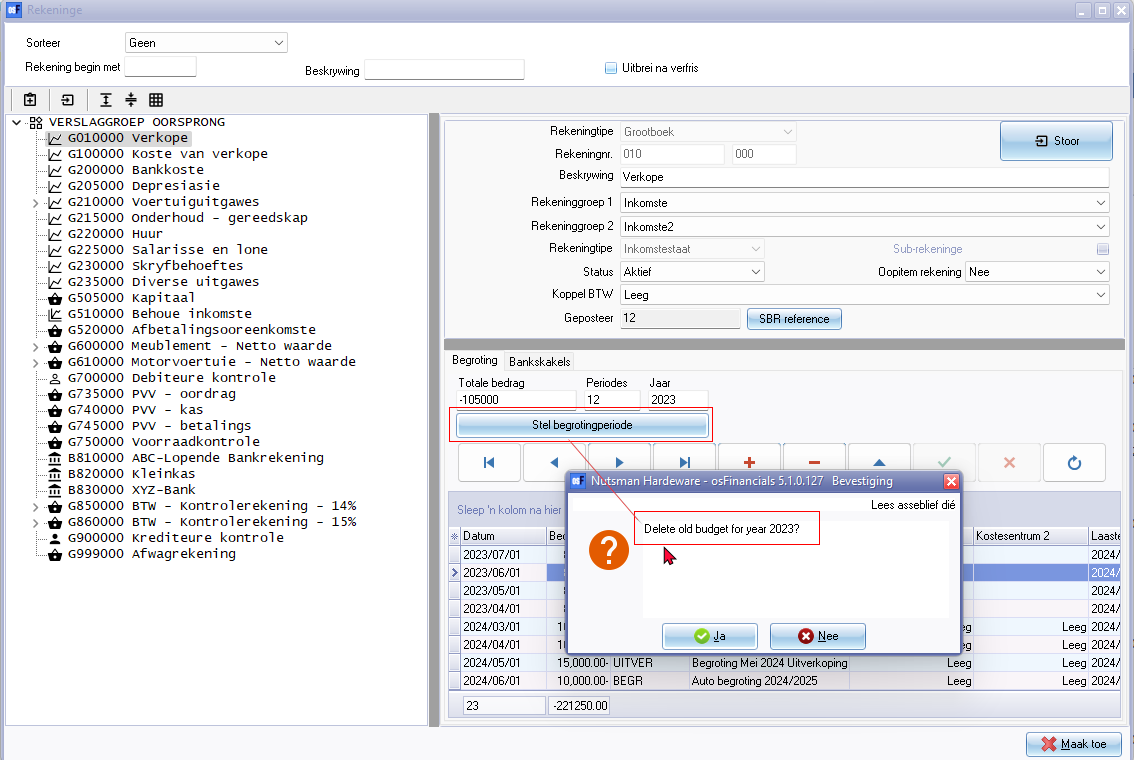 Rekeninge
Sorteer Geen
Rekening begin met
Beskrywing
Uitbrei na verfris
VERSLAGGROEP OORSPRONG
G010000 Verkope
G100000 Koste van verkope
G200000 Bankkoste
G205000 Depresiasie
G210000 Voertuiguitgawes
G215000 Onderhoud - gereedskap
G220000 Huur
G225000 Salarisse en lone
G230000 Skryfbehoeftes
G235000 Diverse uitgawes
G505000 Kapitaal
G510000 Behoue inkomste
G520000 Afbetalingsooreenkomste
G600000 Meublement - Netto waarde
G610000 Motorvoertuie - Netto waarde
G700000 Debiteure kontrole
G735000 PVV - oordrag
G740000 PVV - kas
G745000 PVV - betalings
G750000 Voorraadkontrole
B810000 ABC-Lopende Bankrekening
B820000 Kleinkas
B830000 XYZ-Bank
G850000 BTW - Kontrolerekening - 14%
G860000 BTW - Kontrolerekening - 15%
G900000 Krediteure kontrole
G999000 Afwagrekening
Rekeningtipe Grootboek
Stoor
Rekeningnr. 010 000
Beskrywing Verkope
Rekeninggroep 1 Inkomste
Rekeninggroep 2 Inkomste2
Rekeningtipe Inkomstestaat Sub-rekeninge
Status Aktief Oopitem rekening Nee
Koppel BTW Leeg
Geposteer 12 SBR reference
Begroting Bankskakels
Totale bedrag Periodes Jaar
-105000 12 2023
Stel begrotingperiode
Sleep 'n kolom na hier
Datum Kostesentrum 2 Laaste
2023/07/01 2024/
2023/06/01 2024/
2023/05/01 2024/
2023/04/01 2024/
2024/03/01 Leeg 2024/
2024/04/01 Leeg 2024/
2024/05/01 15,000.00- UITVER Begroting Mei 2024 Uitverkoping Leeg Leeg 2024/
2024/06/01 10,000.00- BEGR Auto begroting 2024/2025 Leeg Leeg 2024/
23 -221250.00
Nutsman Hardeware - osFinancials 5.1.0.127 Bevestiging
Lees asseblief dié
Delete old budget for year 2023?
Ja Nee
Maak toe